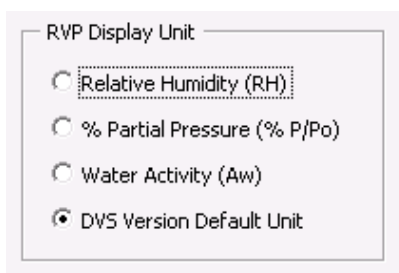 RVP Display Unit
Relative Humidity (RH)
% Partial Pressure (% P/Po)
Water Activity (Aw)
DVS Version Default Unit